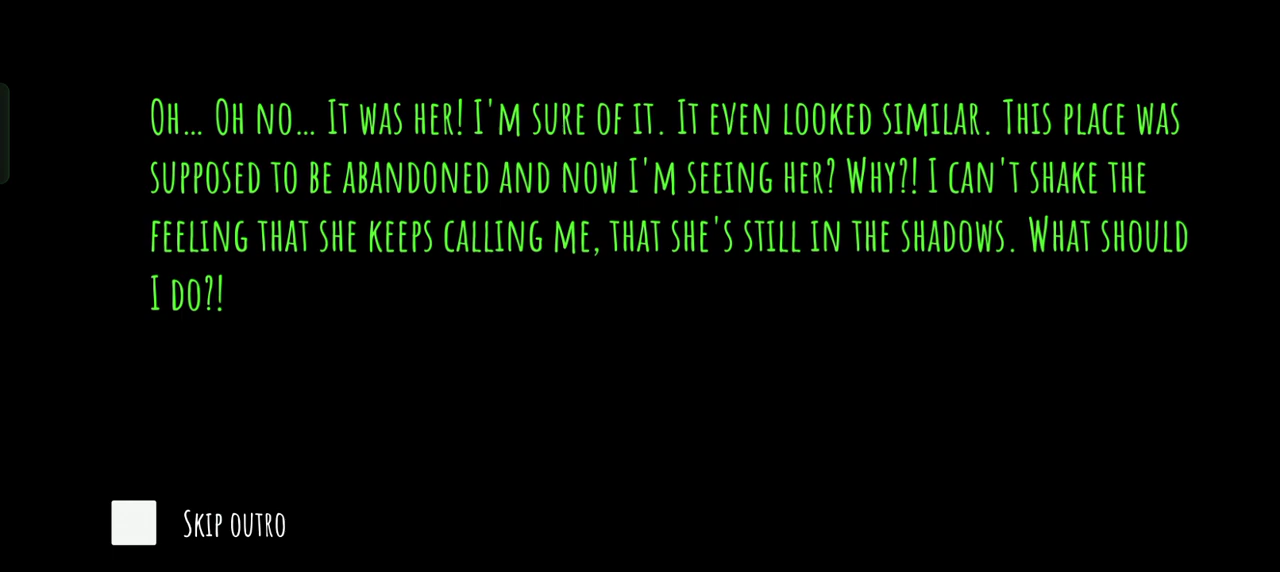 Oh... Oh no... It was her! I'm sure of it. It even looked similar. This place was
supposed to be abandoned and now I'm seeing her? Why?! I can't shake the
feeling that she keeps calling me, that she's still in the shadows. What should
I do?!
Skip outro